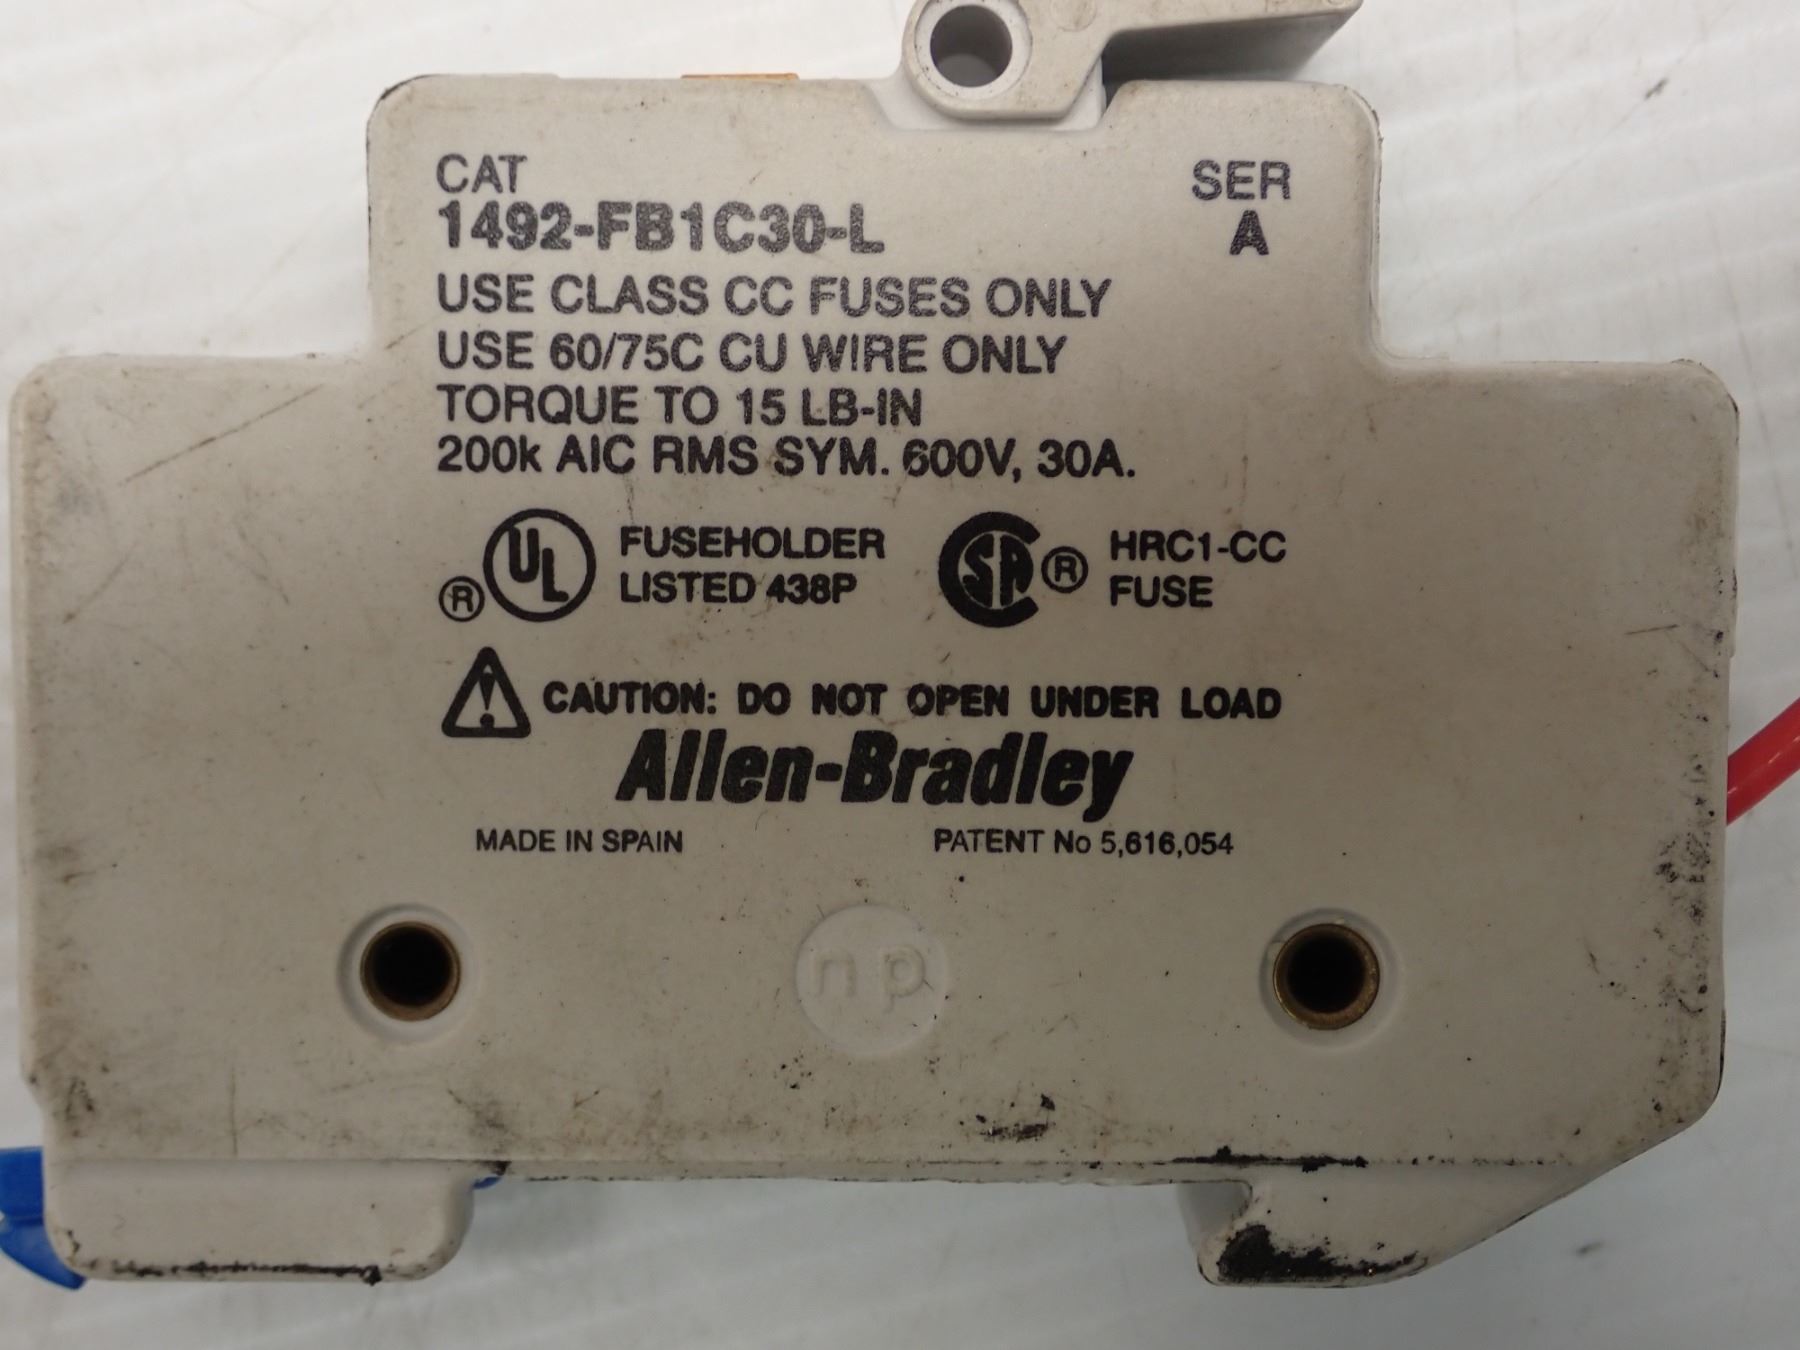 CAT
SER
1492-FB1C30-L
A
USE CLASS CC FUSES ONLY
USE 60/75C CU WIRE ONLY
TORQUE TO 15 LB-IN
200k AIC RMS SYM. 600V, 30A.
® UL FUSEHOLDER
LISTED 438P
CSA ® HRC1-CC
FUSE
CAUTION: DO NOT OPEN UNDER LOAD
Allen-Bradley
MADE IN SPAIN
PATENT No 5,616,054
np